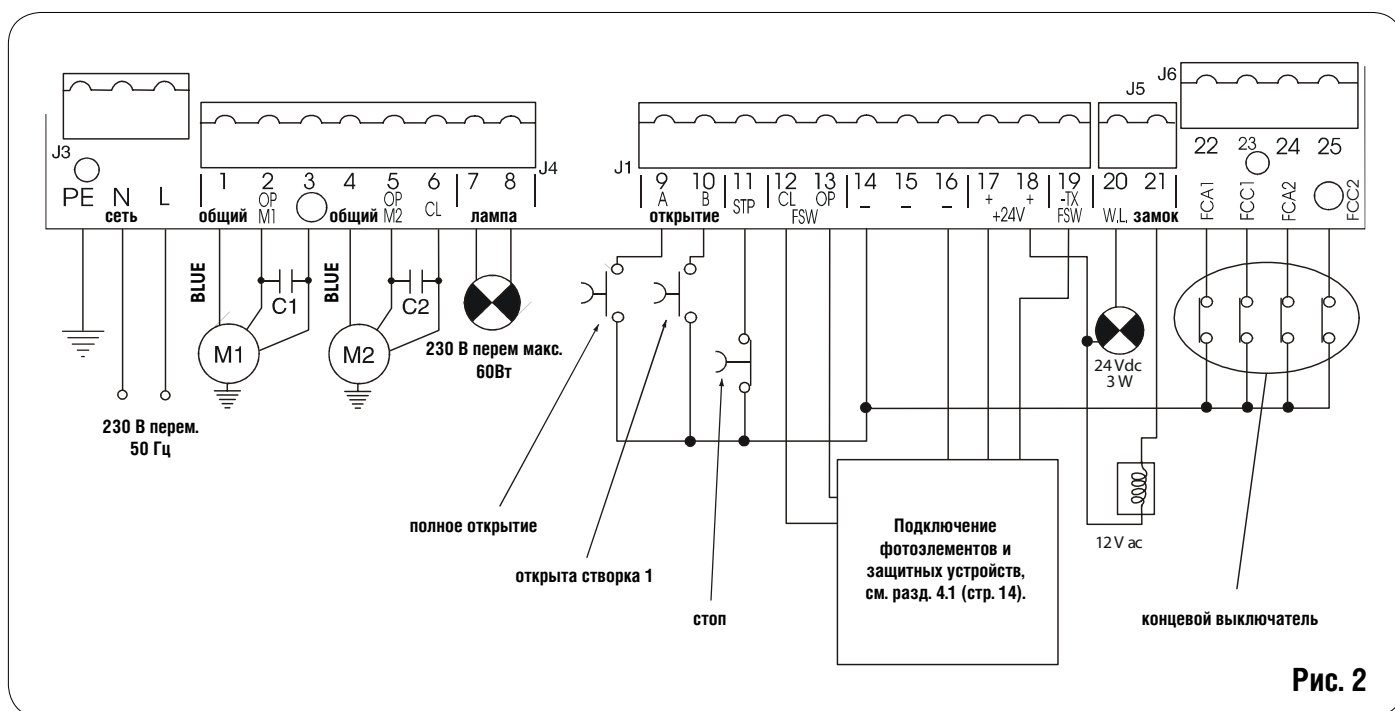 J3
J4
J1
J5
J6
PE N L
сеть
1 2 3 4 5 6 7 8
общий
OP
M1
общий
OP
M2
CL
лампа
9 10 11 12 13 14 15 16 17 18 19 20 21
A B
открытие
STP
CL OP
FSW
– – –
+ +
+24V
-TX
FSW
W.L. замок
22 23 24 25
FCA1
FCC1
FCA2
FCC2
BLUE
C1
M1
BLUE
C2
M2
230 В перем макс.
60Вт
230 В перем.
50 Гц
24 Vdc
3 W
12 V ac
полное открытие
открыта створка 1
стоп
Подключение
фотоэлементов и
защитных устройств,
см. разд. 4.1 (стр. 14).
концевой выключатель
Рис. 2